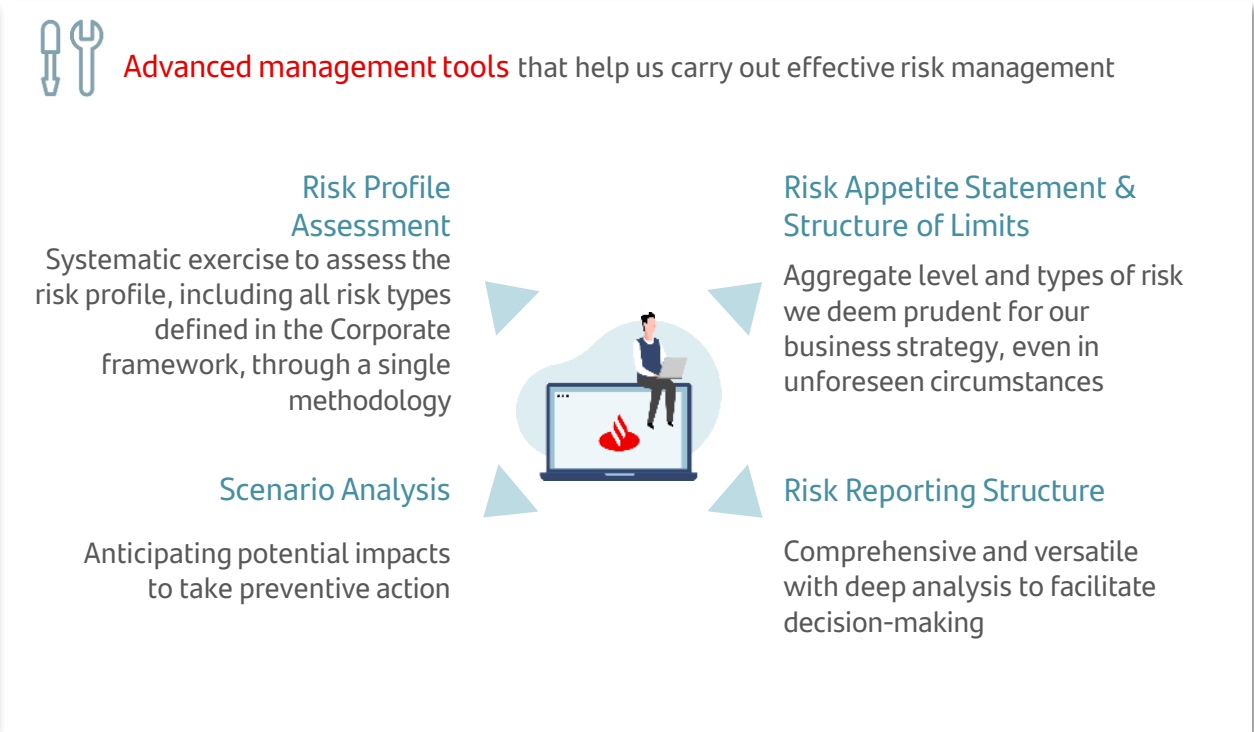 Advanced management tools that help us carry out effective risk management
Risk Profile
Assessment
Systematic exercise to assess the
risk profile, including all risk types
defined in the Corporate
framework, through a single
methodology
Risk Appetite Statement &
Structure of Limits
Aggregate level and types of risk
we deem prudent for our
business strategy, even in
unforeseen circumstances
Scenario Analysis
Anticipating potential impacts
to take preventive action
Risk Reporting Structure
Comprehensive and versatile
with deep analysis to facilitate
decision-making